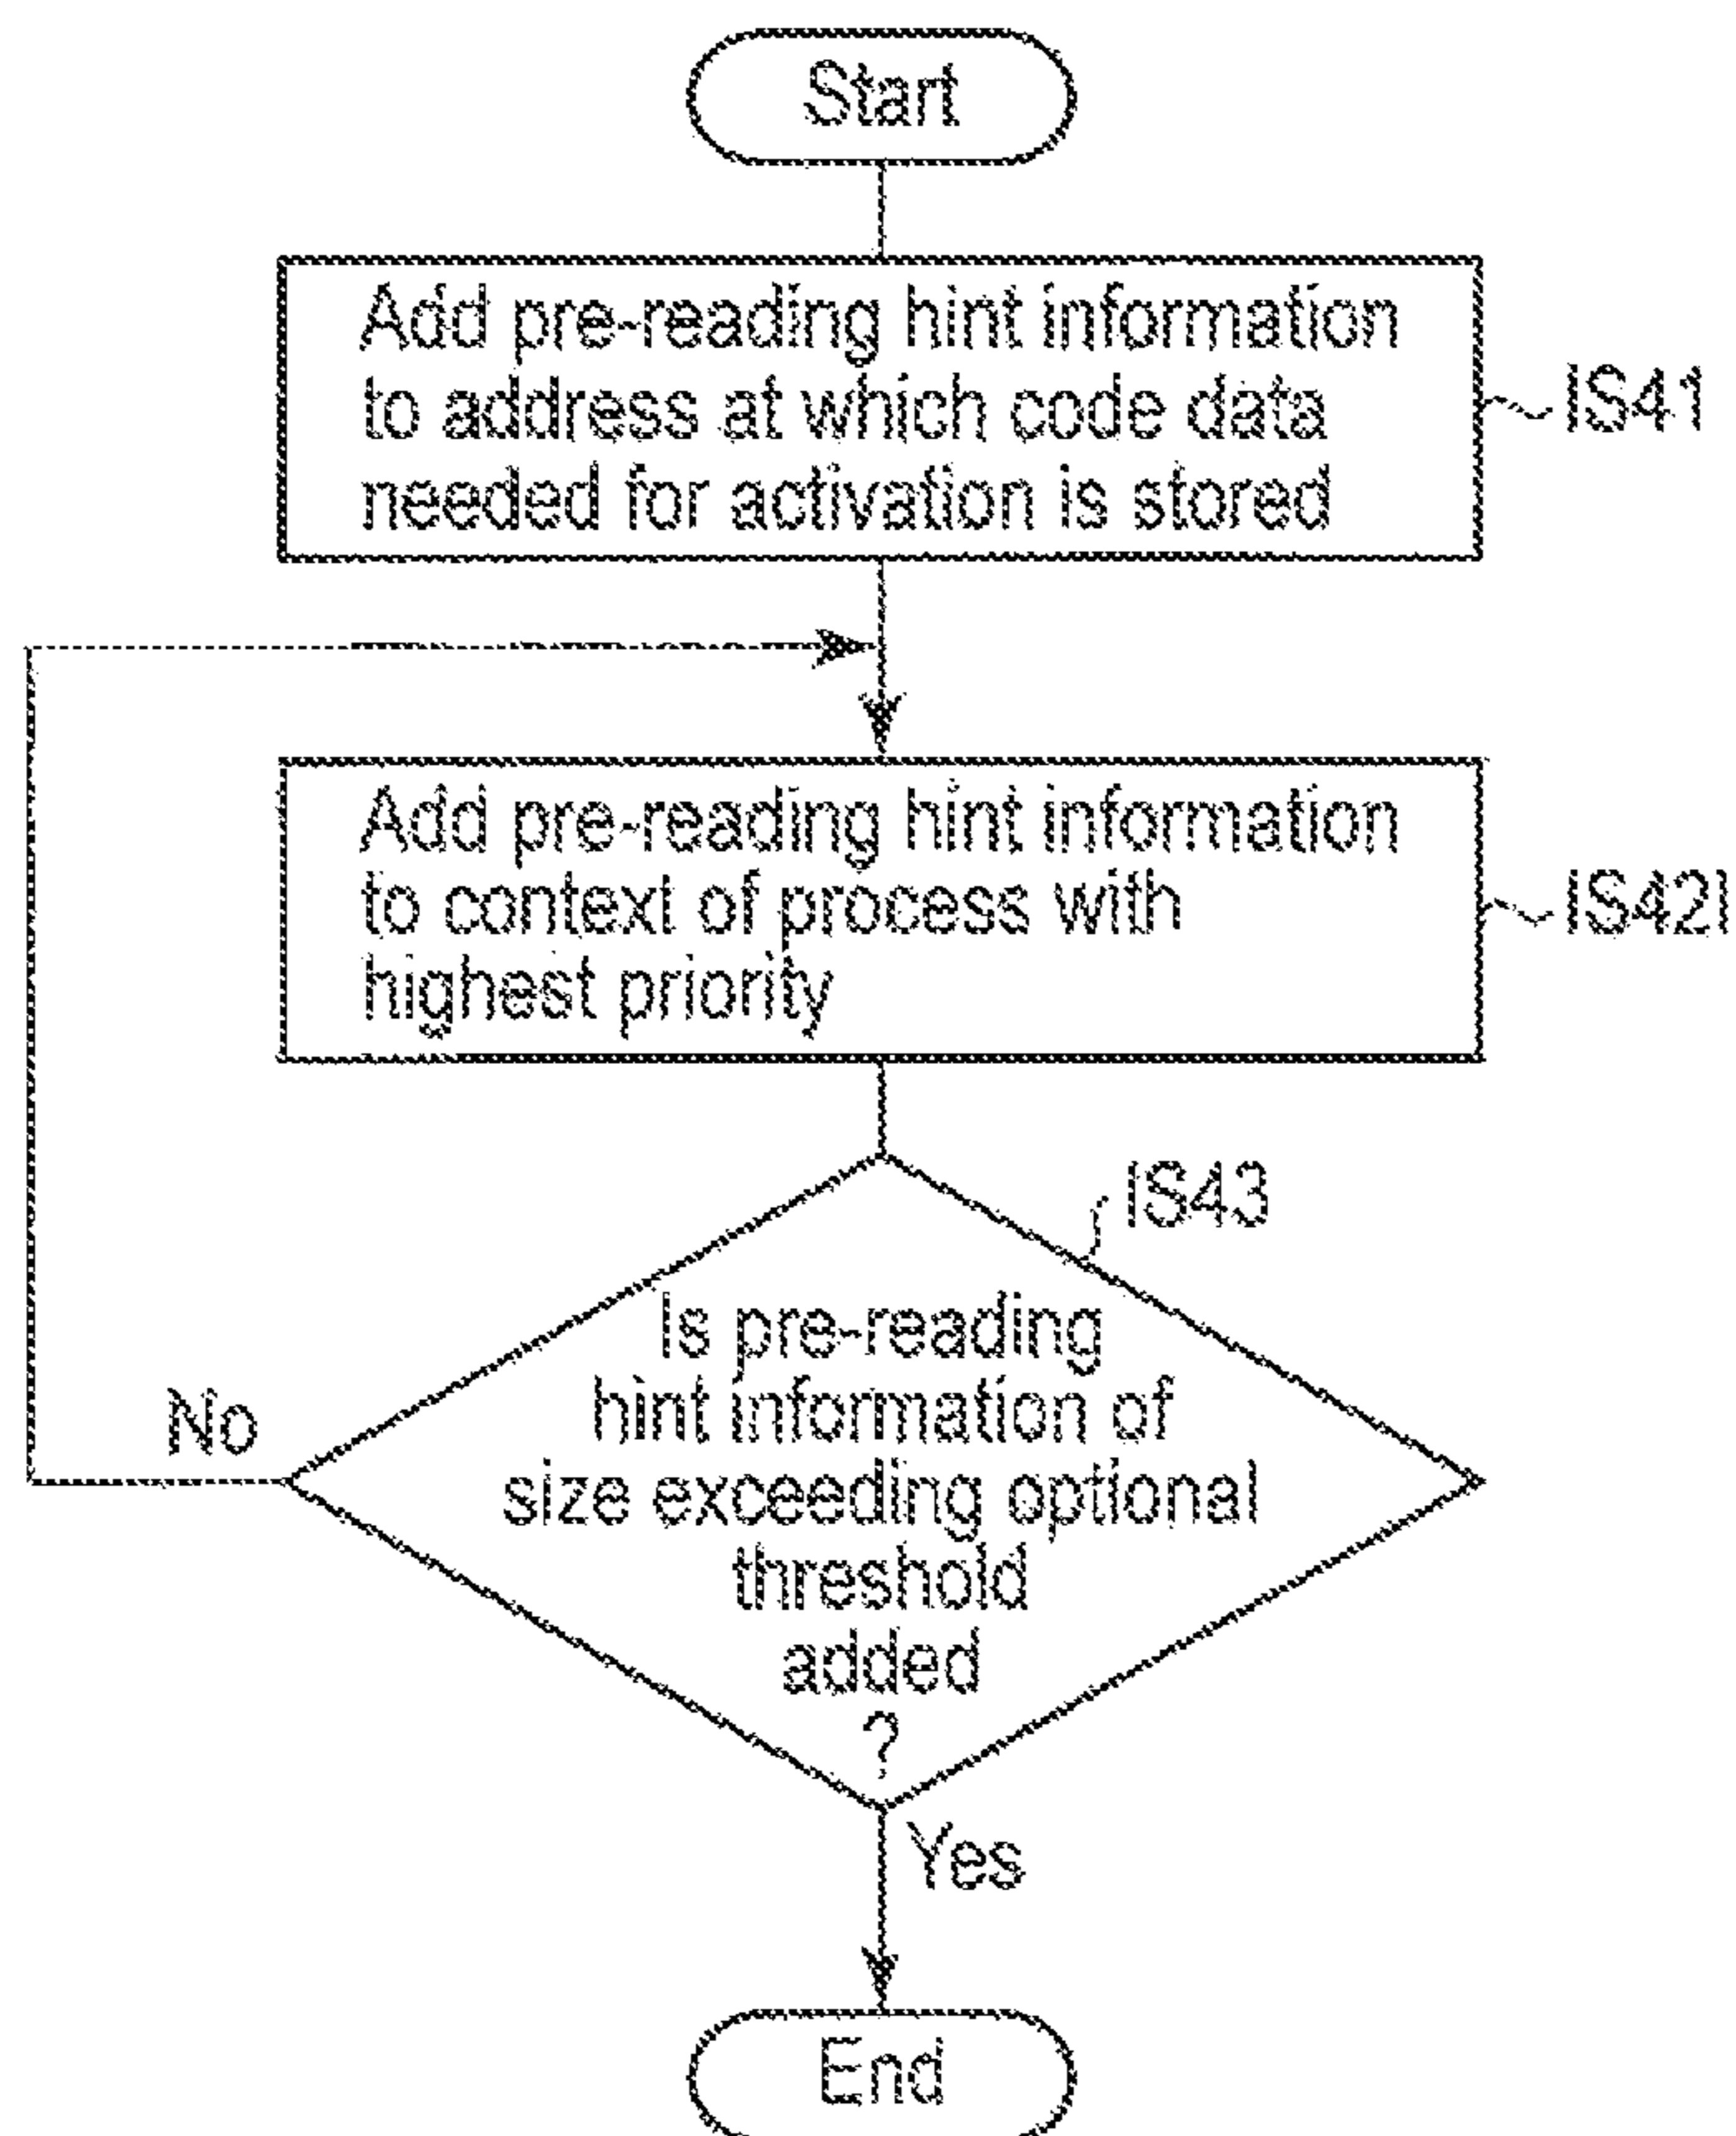 Start
Add pre-reading hint information
to address at which code data
needed for activation is stored
IS41
Add pre-reading hint information
to context of process with
highest priority
IS42I
IS43
Is pre-reading
hint information of
size exceeding optional
threshold
added
?
No
Yes
End